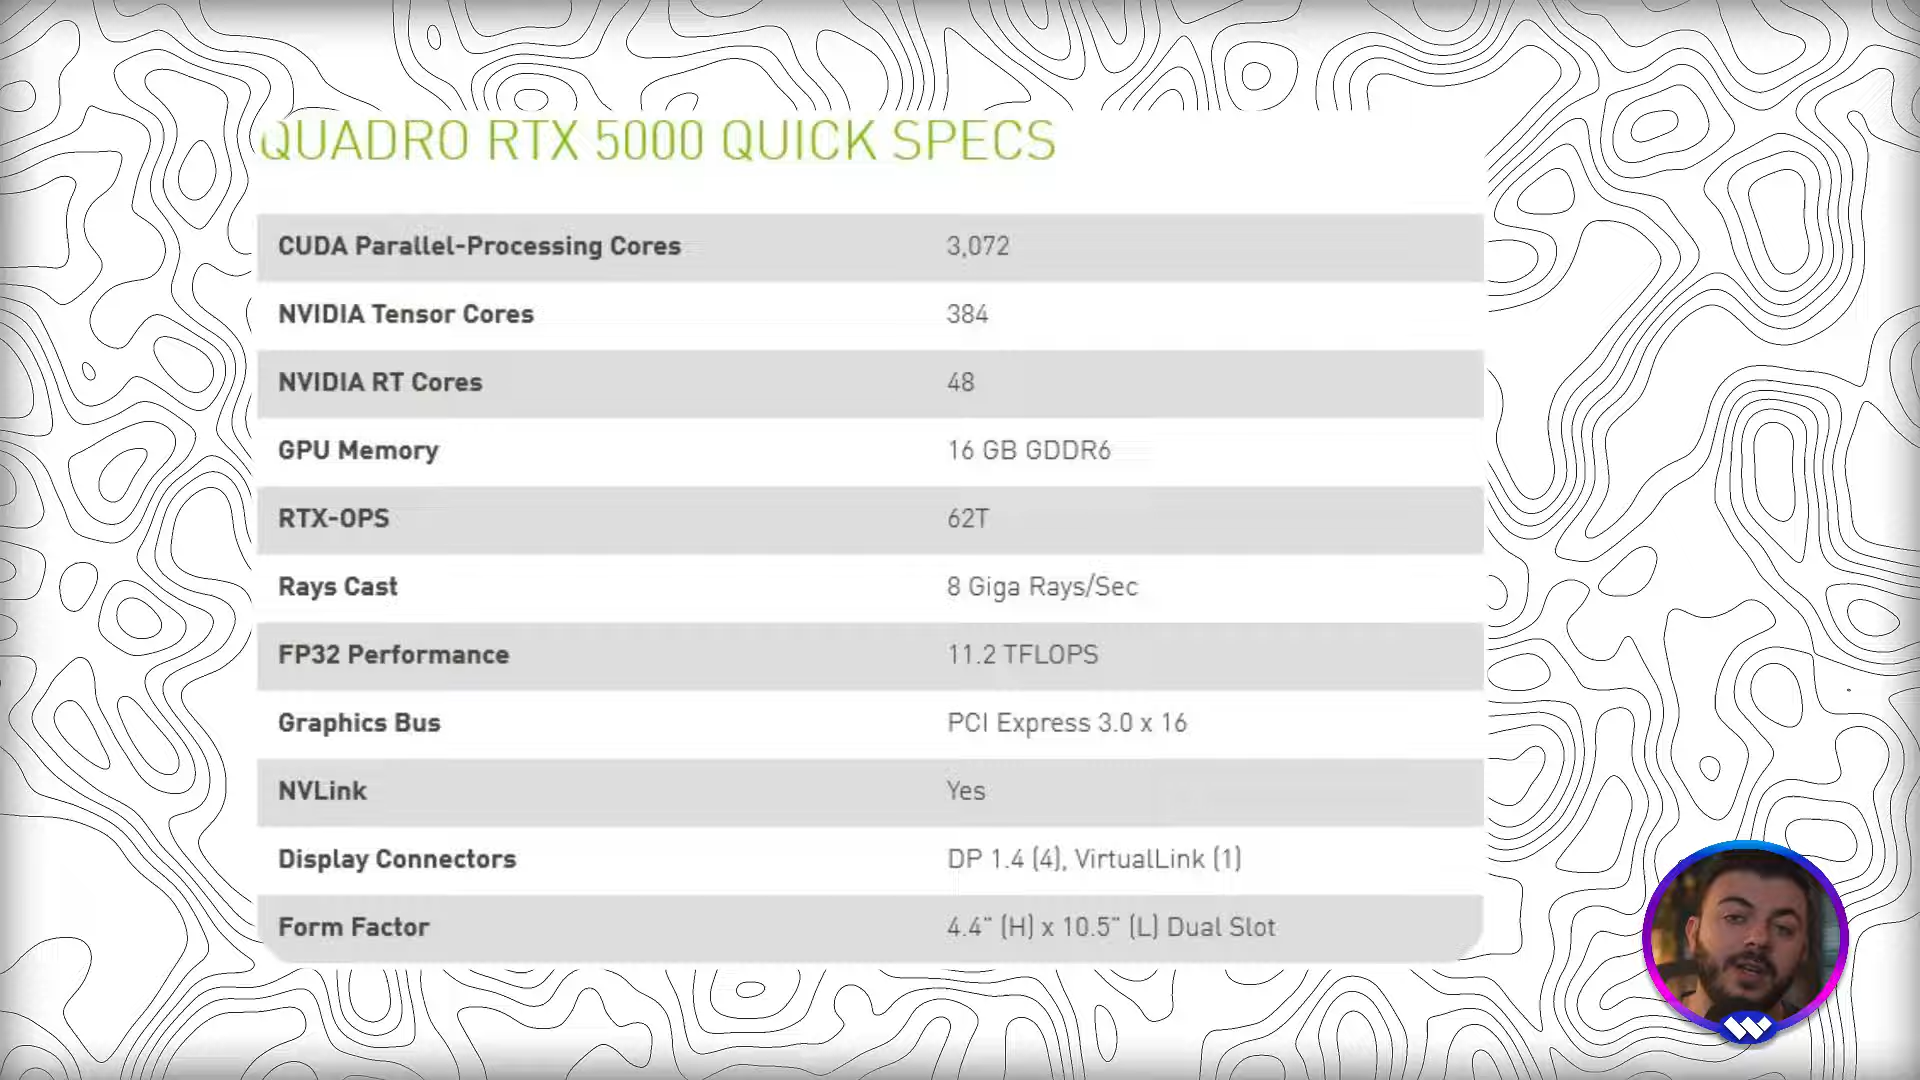 QUADRO RTX 5000 QUICK SPECS
CUDA Parallel-Processing Cores 3,072
NVIDIA Tensor Cores 384
NVIDIA RT Cores 48
GPU Memory 16 GB GDDR6
RTX-OPS 62T
Rays Cast 8 Giga Rays/Sec
FP32 Performance 11.2 TFLOPS
Graphics Bus PCI Express 3.0 x 16
NVLink Yes
Display Connectors DP 1.4 (4), VirtualLink (1)
Form Factor 4.4" (H) x 10.5" (L) Dual Slot